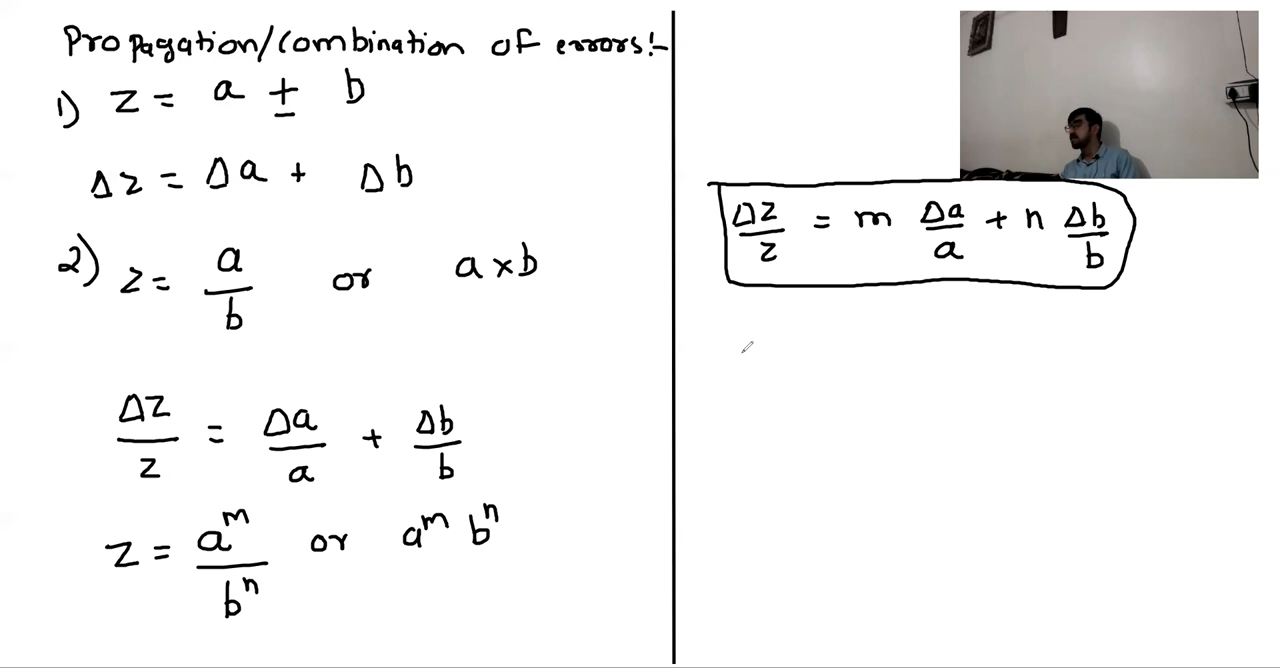 Propagation/combination of errors:-
1) z = a ± b
Δz = Δa + Δb
2) z = a/b or a × b
Δz/z = Δa/a + Δb/b
z = a^m/b^n or a^m b^n
Δz/z = m Δa/a + n Δb/b